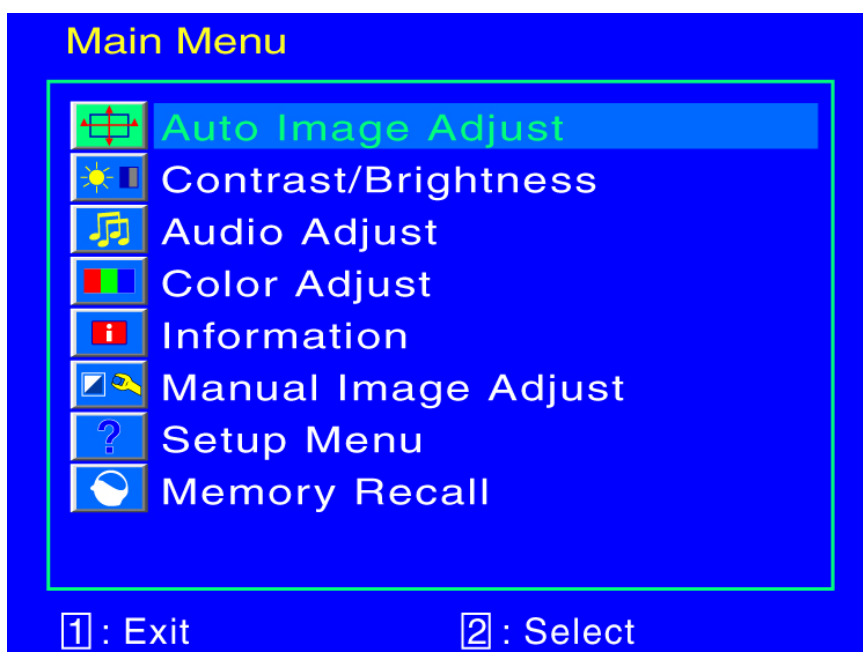 Main Menu
Auto Image Adjust
Contrast/Brightness
Audio Adjust
Color Adjust
i Information
Manual Image Adjust
? Setup Menu
Memory Recall
1 : Exit 2 : Select